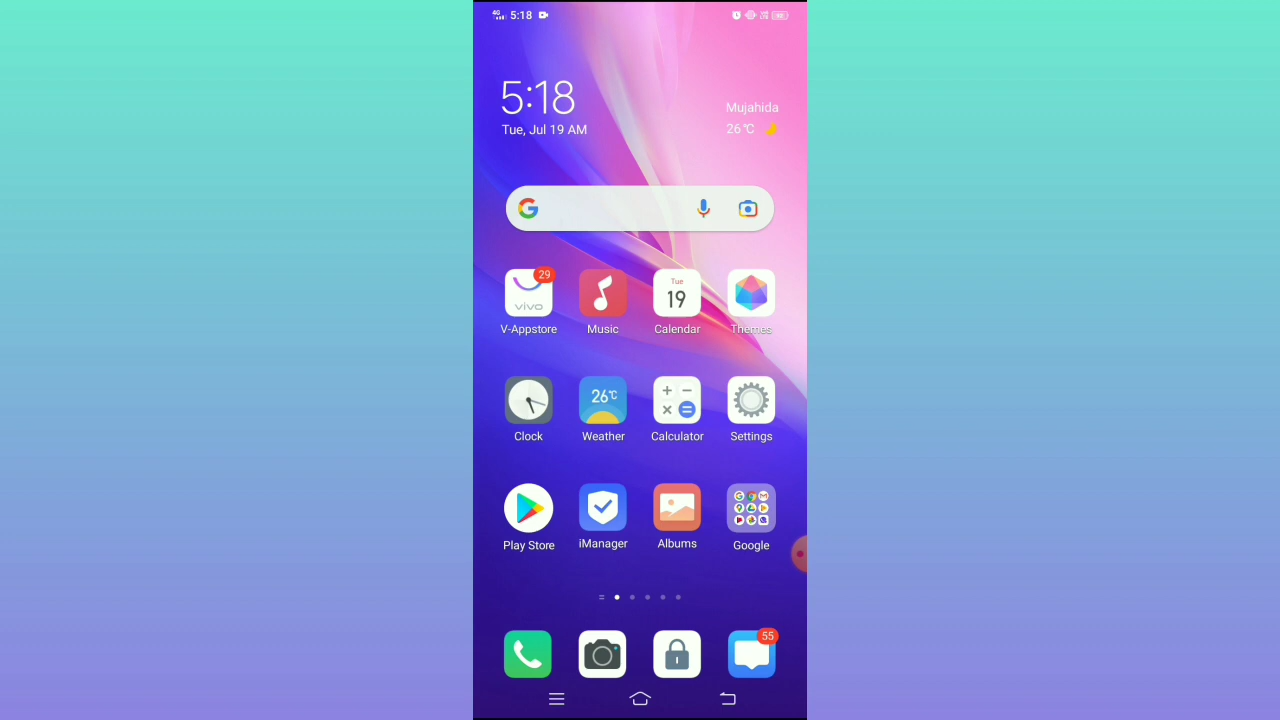 4G 5:18
5:18
Tue, Jul 19 AM
Mujahida
26°C
29
vivo
V-Appstore
Music
Tue
19
Calendar
Themes
Clock
26°C
Weather
Calculator
Settings
Play Store
iManager
Albums
Google
55